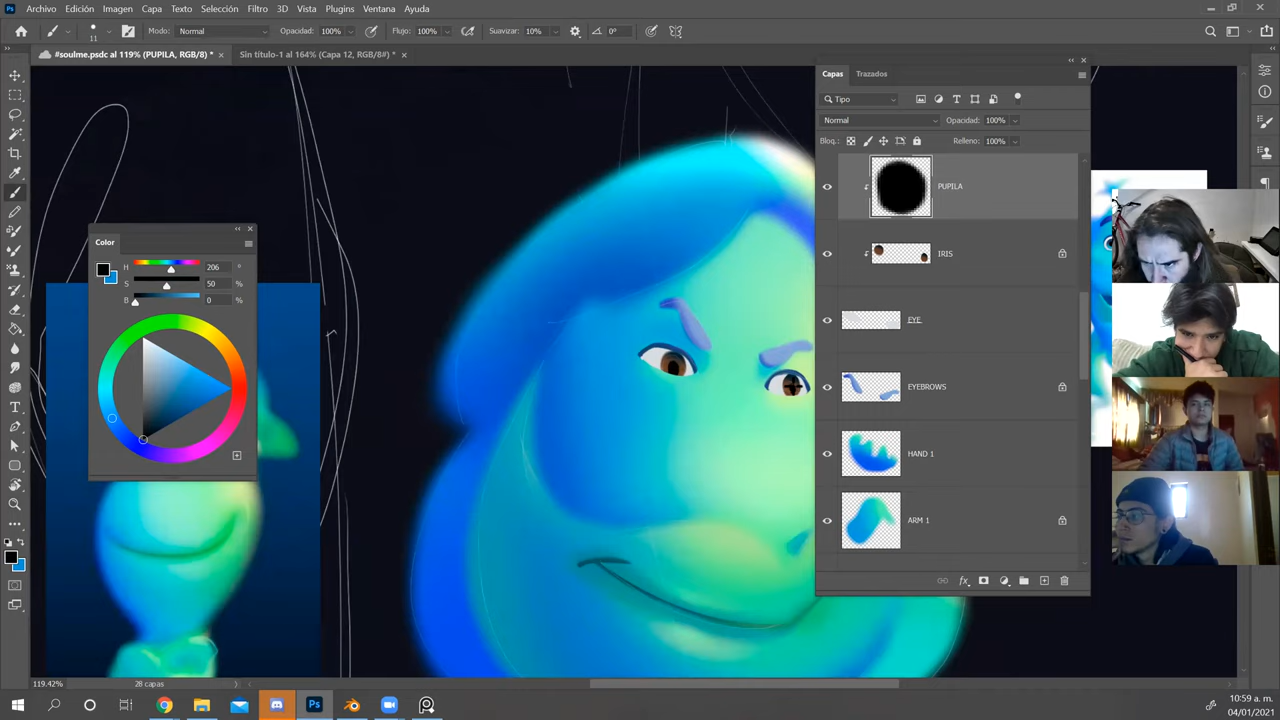 Archivo Edición Imagen Capa Texto Selección Filtro 3D Vista Plugins Ventana Ayuda
11 Modo: Normal Opacidad: 100% Flujo: 100% Suavizar: 10% 0°
#soulme.psdc al 119% (PUPILA, RGB/8) * × Sin título-1 al 164% (Capa 12, RGB/8#) * ×
Capas Trazados
Tipo
Normal Opacidad: 100%
Bloq.: Relleno: 100%
PUPILA
IRIS
EYE
EYEBROWS
HAND 1
ARM 1
Color
H 206 °
S 50 %
B 0 %
119.42% 28 capas
10:59 a. m.
04/01/2021